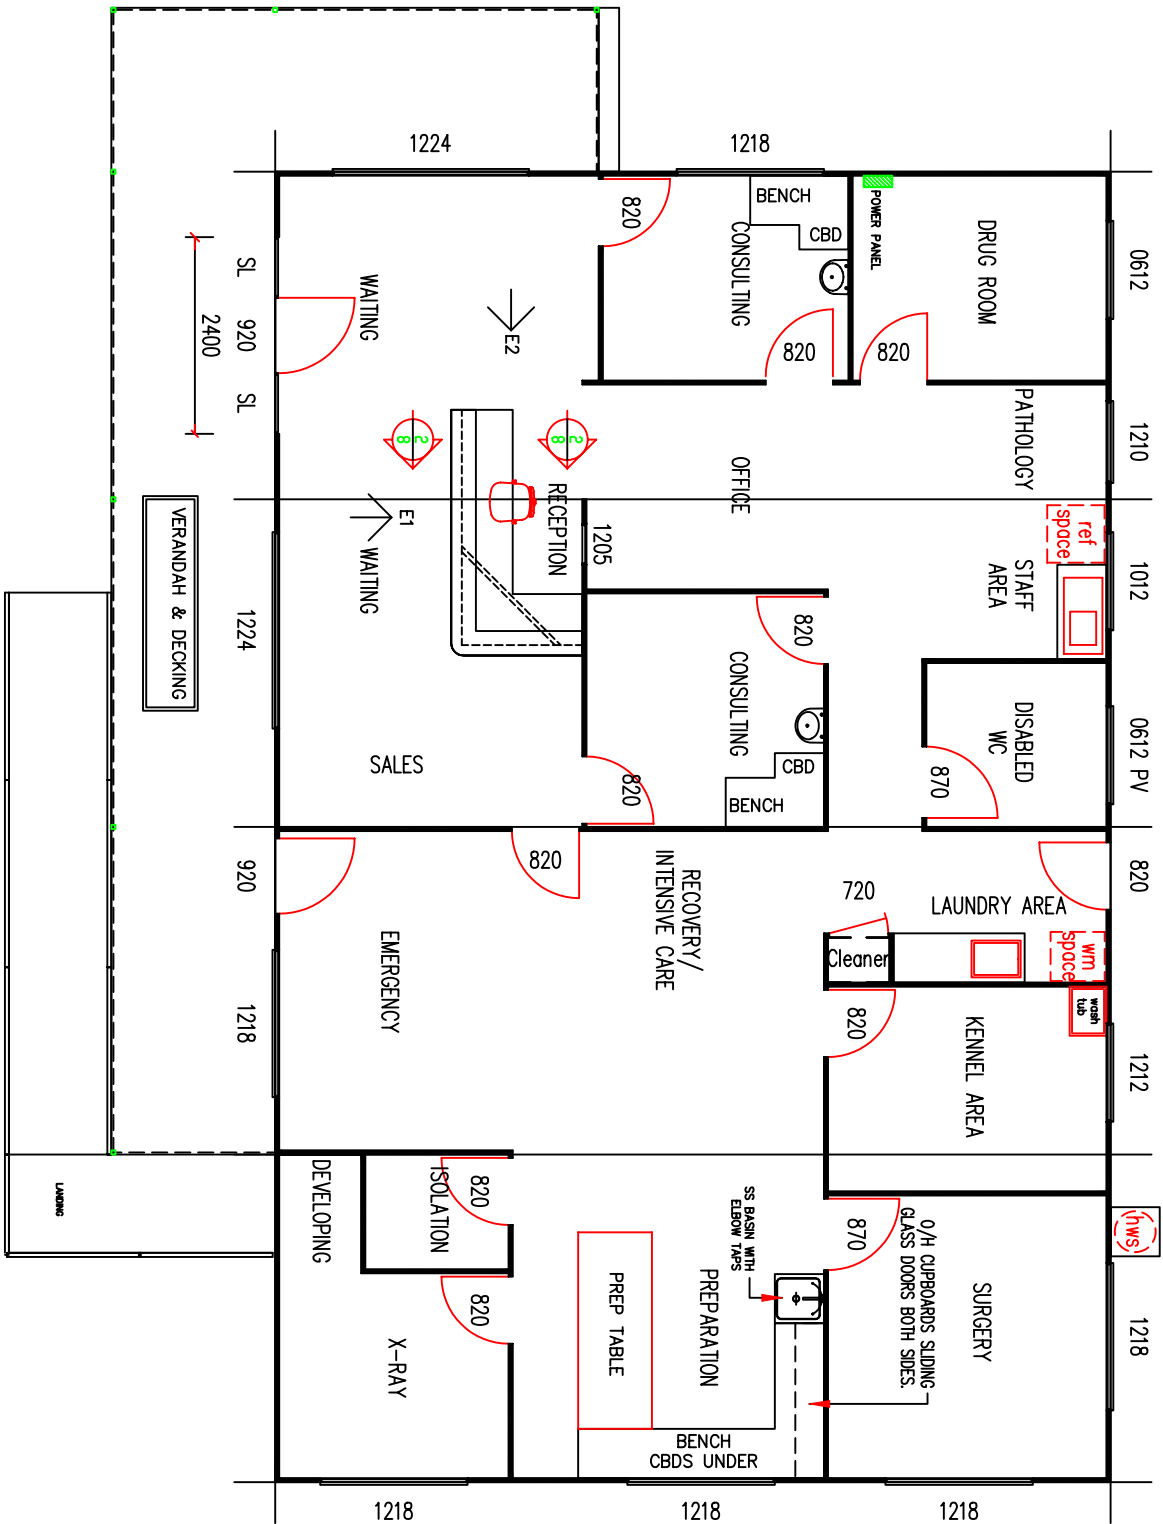 1224
1218
820
BENCH
CBD
CONSULTING
POWER PANEL
DRUG ROOM
0612
SL
920
SL
2400
WAITING
E2
820
820
PATHOLOGY
1210
2
8
2
8
OFFICE
RECEPTION
E1
WAITING
1205
ref
space
STAFF
AREA
1012
VERANDAH & DECKING
1224
820
CONSULTING
CBD
BENCH
DISABLED
WC
870
0612 PV
SALES
820
920
820
RECOVERY/
INTENSIVE CARE
720
LAUNDRY AREA
820
wm
space
Cleaner
EMERGENCY
1218
820
wash
tub
KENNEL AREA
1212
LANDING
DEVELOPING
ISOLATION
820
SS BASIN WITH
ELBOW TAPS
870
O/H CUPBOARDS SLIDING
GLASS DOORS BOTH SIDES.
hws
820
PREP TABLE
PREPARATION
SURGERY
1218
X-RAY
BENCH
CBDS UNDER
1218
1218
1218